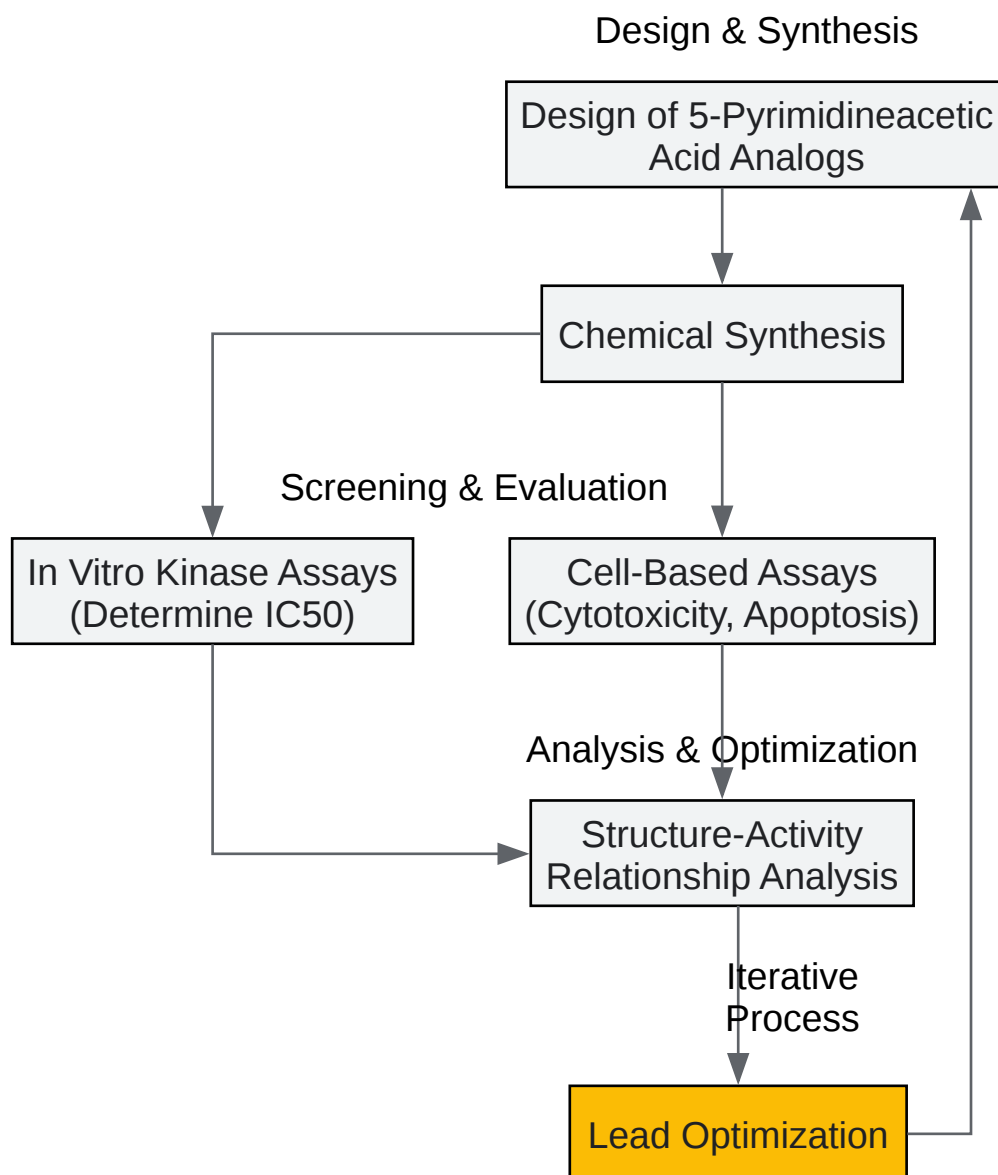 Design & Synthesis
Design of 5-Pyrimidineacetic
Acid Analogs
Chemical Synthesis
Screening & Evaluation
In Vitro Kinase Assays
(Determine IC50)
Cell-Based Assays
(Cytotoxicity, Apoptosis)
Analysis & Optimization
Structure-Activity
Relationship Analysis
Iterative
Process
Lead Optimization